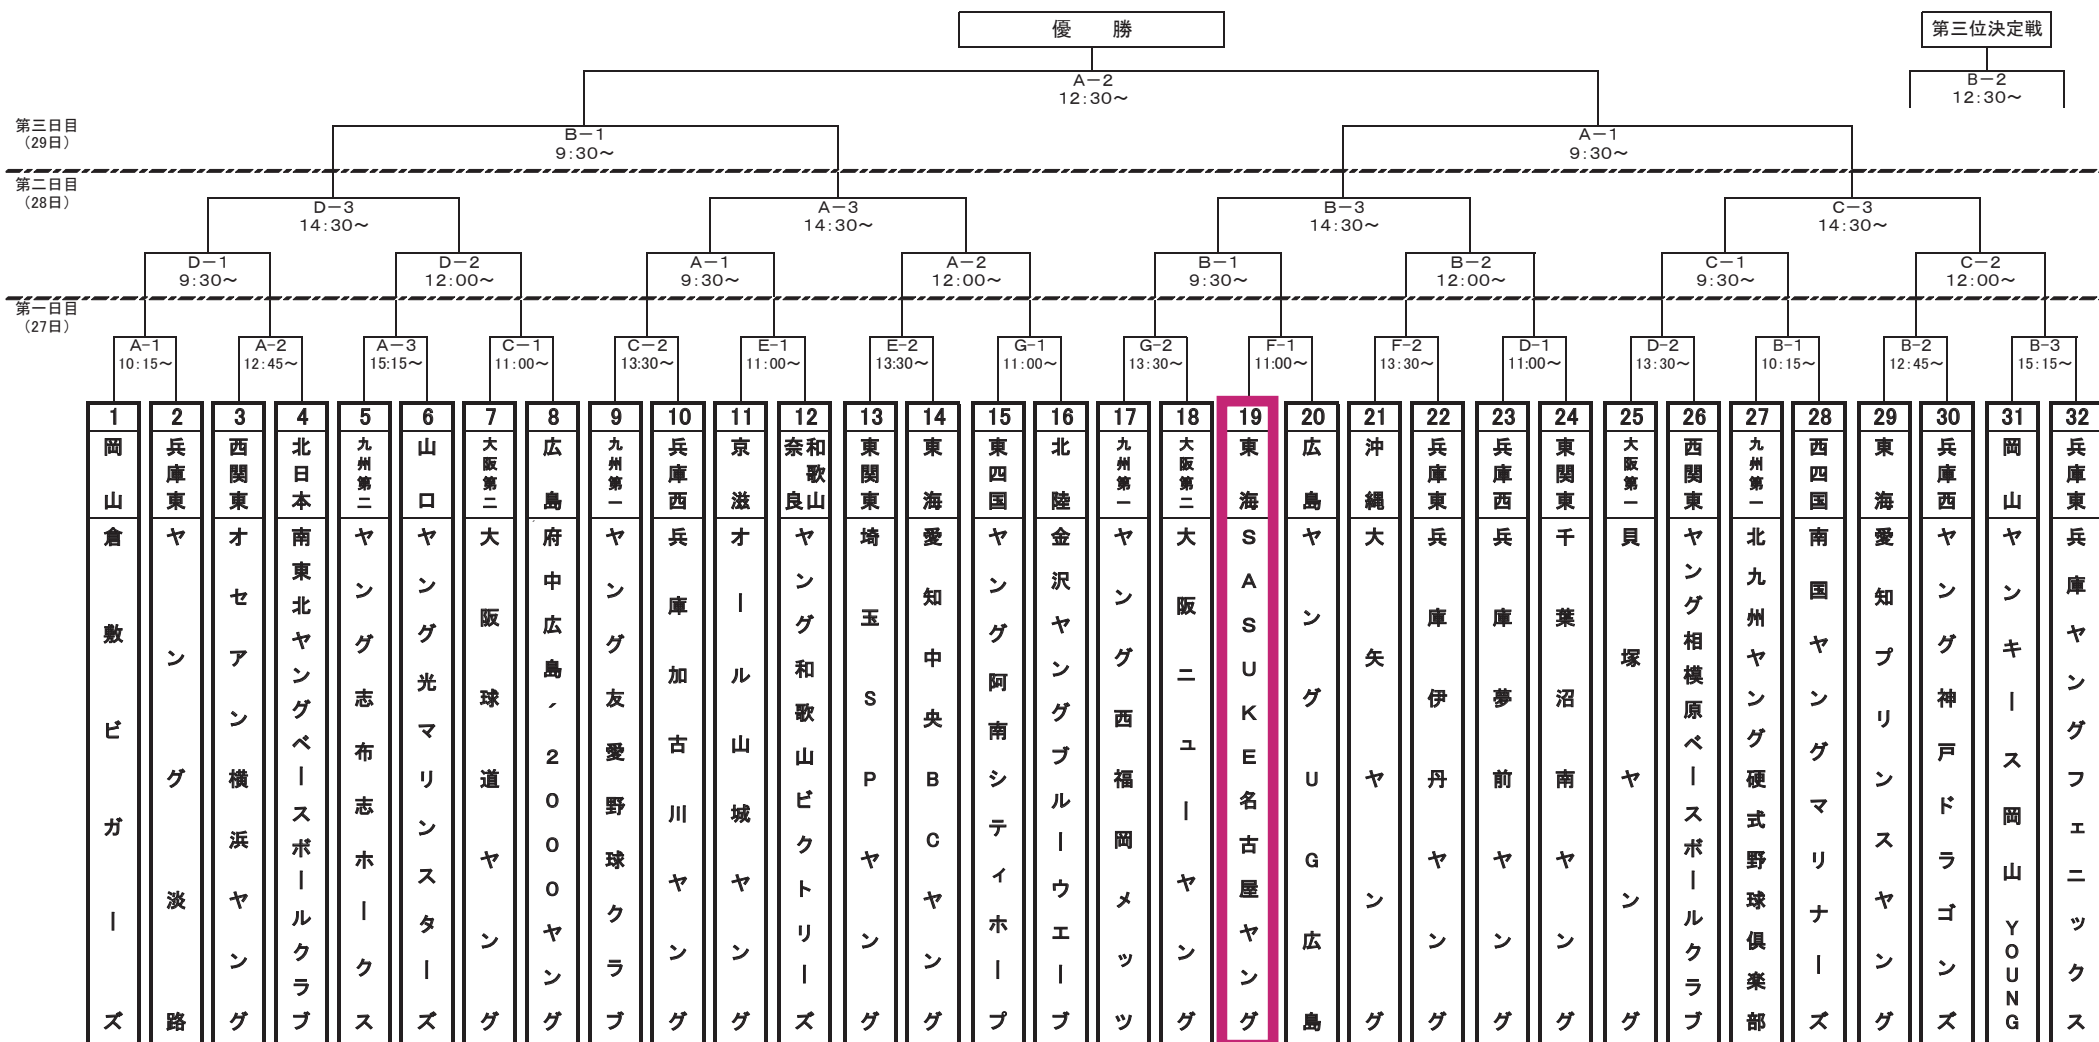 優　勝
第三位決定戦
A－2
12:30～
B－2
12:30～
第三日目
（29日）
B－1
9:30～
A－1
9:30～
第二日目
（28日）
D－3
14:30～
A－3
14:30～
B－3
14:30～
C－3
14:30～
D－1
9:30～
D－2
12:00～
A－1
9:30～
A－2
12:00～
B－1
9:30～
B－2
12:00～
C－1
9:30～
C－2
12:00～
第一日目
（27日）
A-1
10:15～
A-2
12:45～
A-3
15:15～
C-1
11:00～
C-2
13:30～
E-1
11:00～
E-2
13:30～
G-1
11:00～
G-2
13:30～
F-1
11:00～
F-2
13:30～
D-1
11:00～
D-2
13:30～
B-1
10:15～
B-2
12:45～
B-3
15:15～
1
岡山
倉敷ビガーズ
2
兵庫東
ヤング淡路
3
西関東
オセアン横浜ヤング
4
北日本
南東北ヤングベースボールクラブ
5
九州第二
ヤング志布志ホークス
6
山口
ヤング光マリンスターズ
7
大阪第二
大阪球道ヤング
8
広島
府中広島´2000ヤング
9
九州第一
ヤング友愛野球クラブ
10
兵庫西
兵庫加古川ヤング
11
京滋
オール山城ヤング
12
和歌山
奈良
ヤング和歌山ビクトリーズ
13
東関東
埼玉SPヤング
14
東海
愛知中央BCヤング
15
東四国
ヤング阿南シティホープ
16
北陸
金沢ヤングブルーウエーブ
17
九州第一
ヤング西福岡メッツ
18
大阪第二
大阪ニューヤング
19
東海
SASUKE名古屋ヤング
20
広島
ヤングUG広島
21
沖縄
大矢ヤング
22
兵庫東
兵庫伊丹ヤング
23
兵庫西
兵庫夢前ヤング
24
東関東
千葉沼南ヤング
25
大阪第一
貝塚ヤング
26
西関東
ヤング相模原ベースボールクラブ
27
九州第一
北九州ヤング硬式野球倶楽部
28
西四国
南国ヤングマリナーズ
29
東海
愛知プリンスヤング
30
兵庫西
ヤング神戸ドラゴンズ
31
岡山
ヤンキース岡山YOUNG
32
兵庫東
兵庫ヤングフェニックス